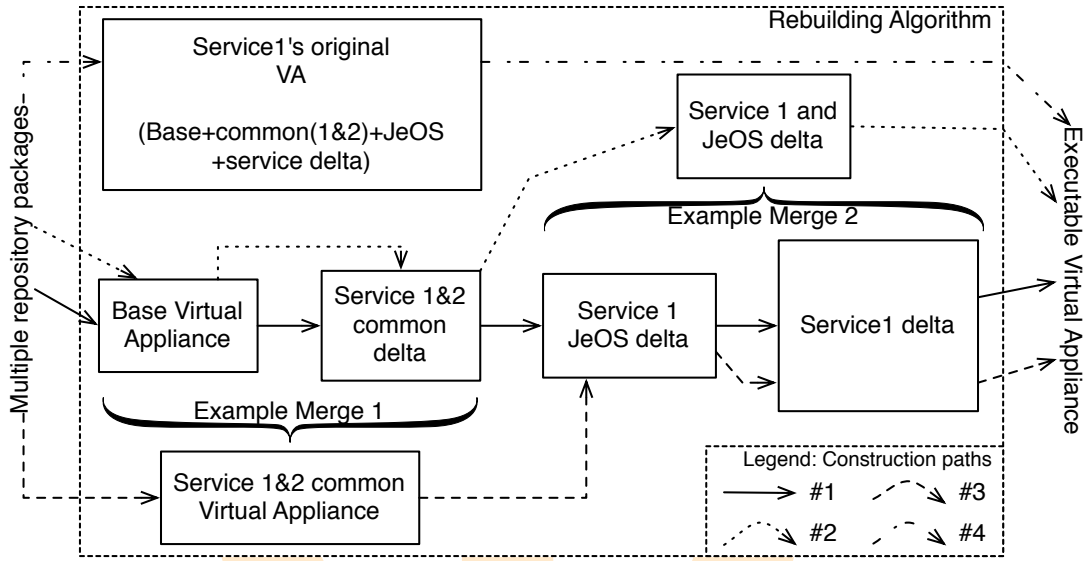 Rebuilding Algorithm
Service1's original
VA
(Base+common(1&2)+JeOS
+service delta)
Service 1 and
JeOS delta
Multiple repository packages
Executable Virtual Appliance
Example Merge 2
Base Virtual
Appliance
Service 1&2
common
delta
Service 1
JeOS delta
Service1 delta
Example Merge 1
Service 1&2 common
Virtual Appliance
Legend: Construction paths
#1
#3
#2
#4